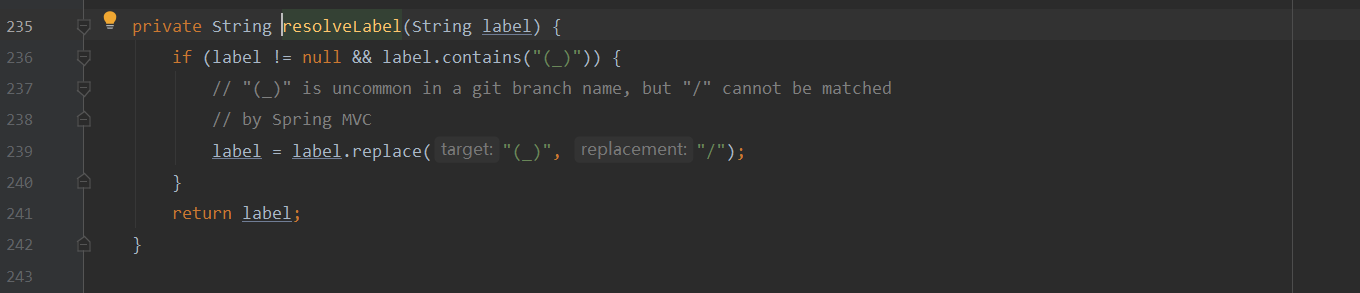 235 private String resolveLabel(String label) {
236 if (label != null && label.contains("(_)")) {
237 // "(_)" is uncommon in a git branch name, but "/" cannot be matched
238 // by Spring MVC
239 label = label.replace( target: "(_)", replacement: "/");
240 }
241 return label;
242 }
243